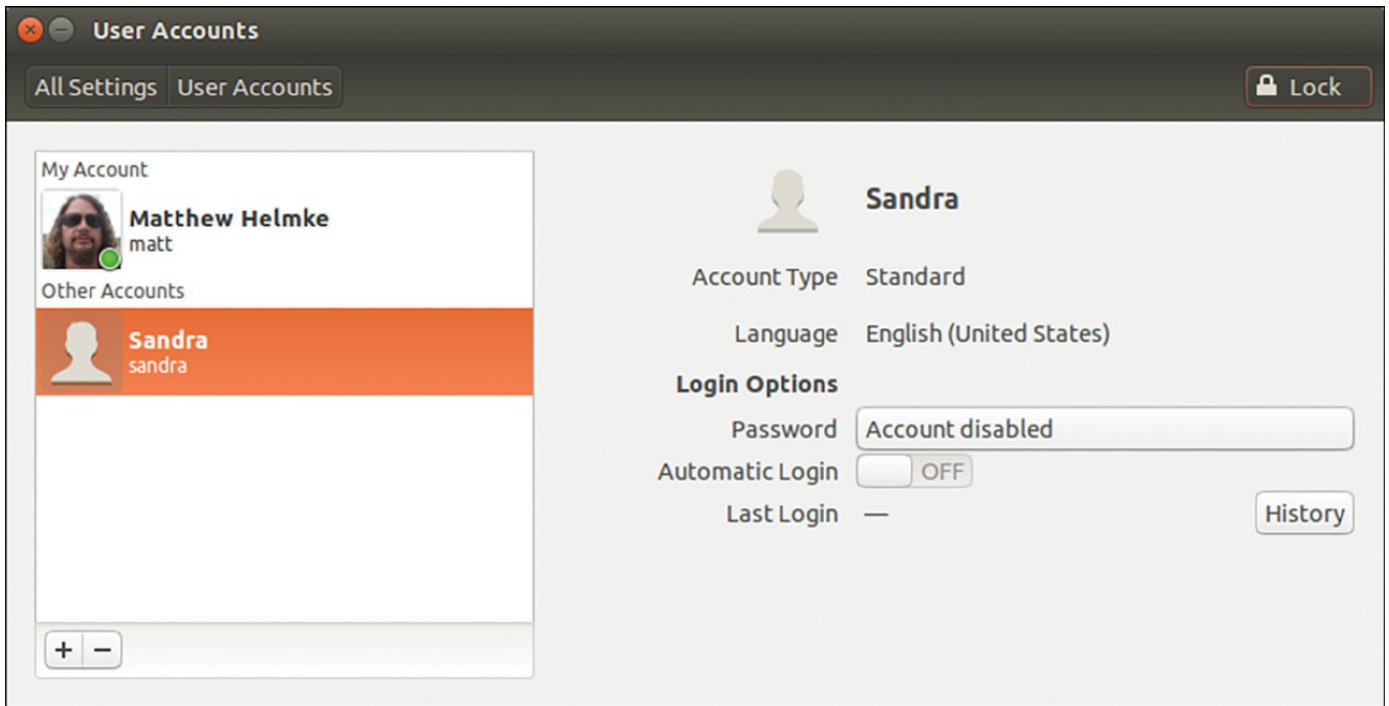 User Accounts
All Settings User Accounts Lock
My Account
Matthew Helmke
matt
Other Accounts
Sandra
sandra
Sandra
Account Type Standard
Language English (United States)
Login Options
Password Account disabled
Automatic Login OFF
Last Login — History
+ −